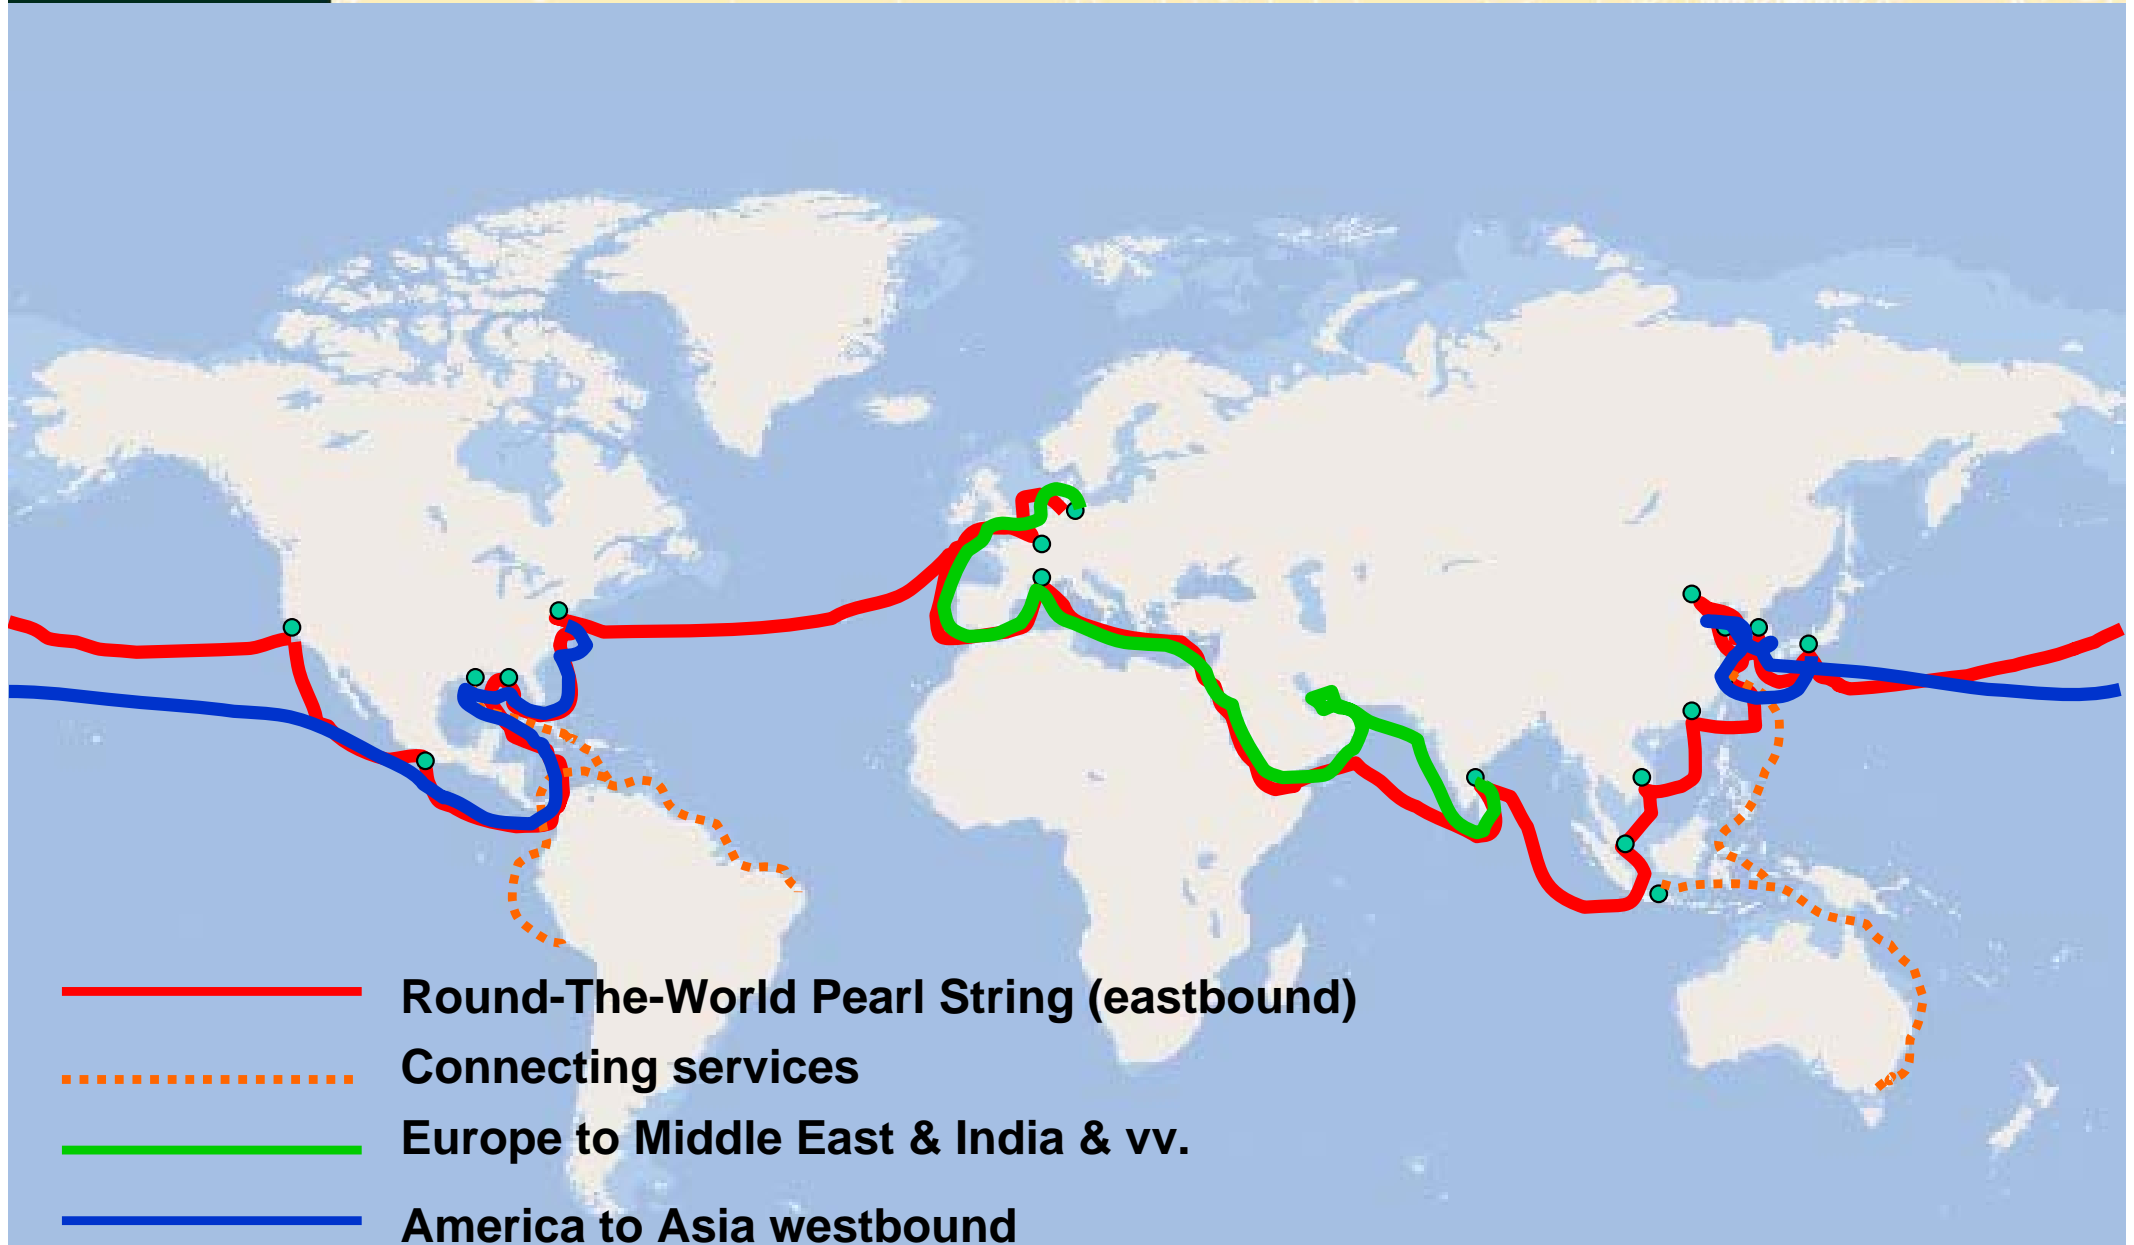 Round-The-World Pearl String (eastbound)
Connecting services
Europe to Middle East & India & vv.
America to Asia westbound